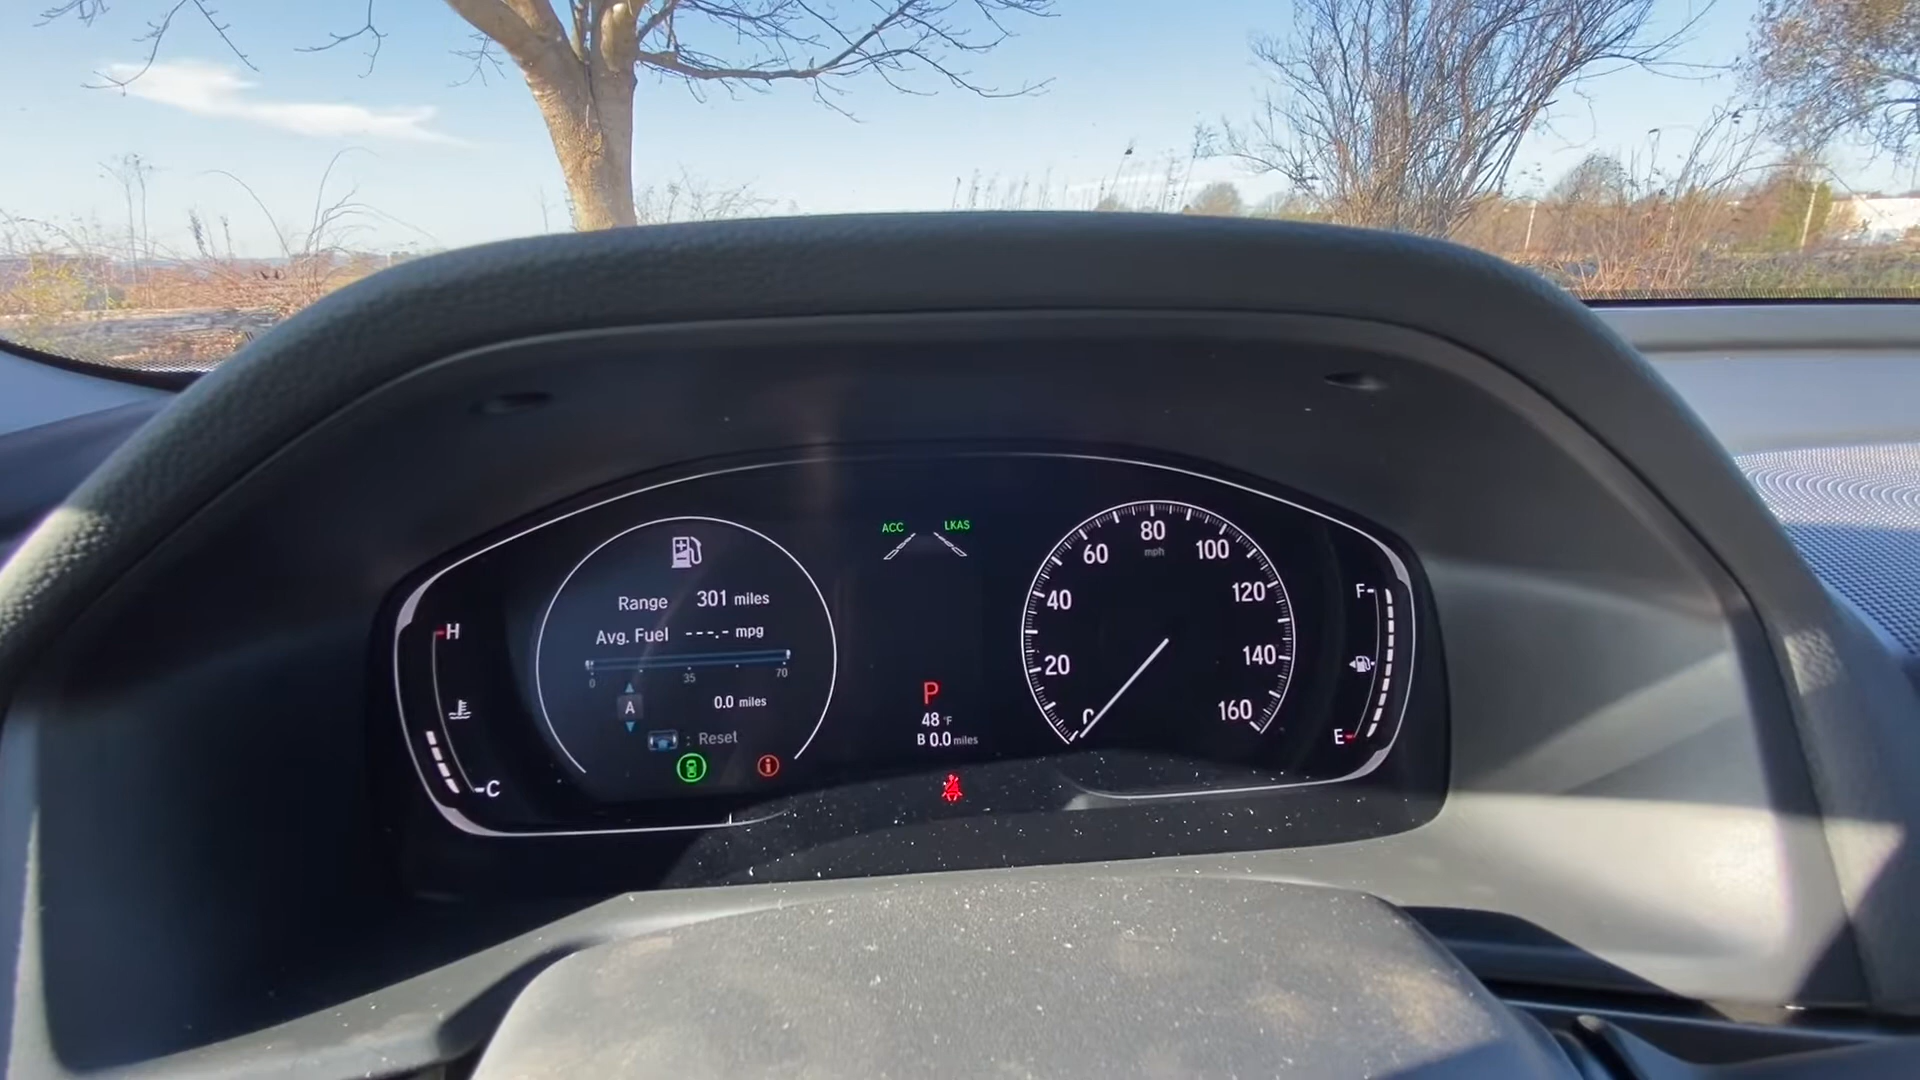 ACC LKAS
Range 301 miles
Avg. Fuel ---.- mpg
0 35 70
A 0.0 miles
: Reset
H
C
P
48 °F
B 0.0 miles
20 40 60 80 100 120 140 160
mph
F
E